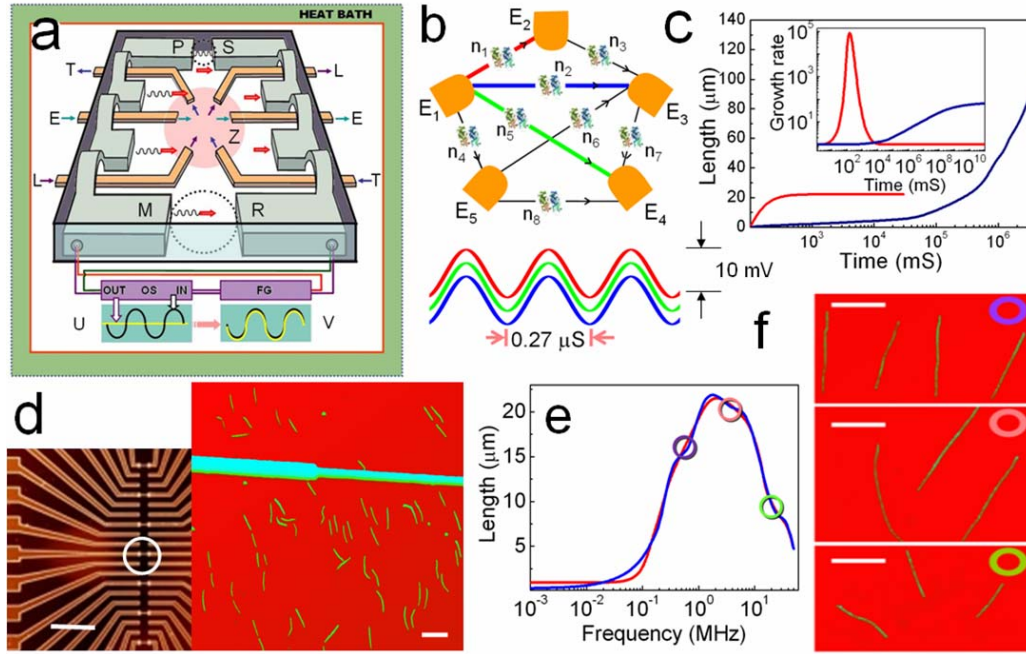 HEAT BATH
a
P
S
T
L
E
E
Z
L
T
M
R
OUT OS IN
FG
U
V
b
E2
n1
n3
n2
E1
E3
n5
n6
n4
n7
E5
E4
n8
10 mV
0.27 μS
c
Length (μm)
140
120
100
80
60
40
20
0
10^3
10^4
10^5
10^6
Time (mS)
Growth rate
10^5
10^3
10^1
10^2
10^4
10^6
10^8
10^10
Time (mS)
d
e
Length (μm)
20
15
10
5
10^-3
10^-2
10^-1
10^0
10^1
Frequency (MHz)
f